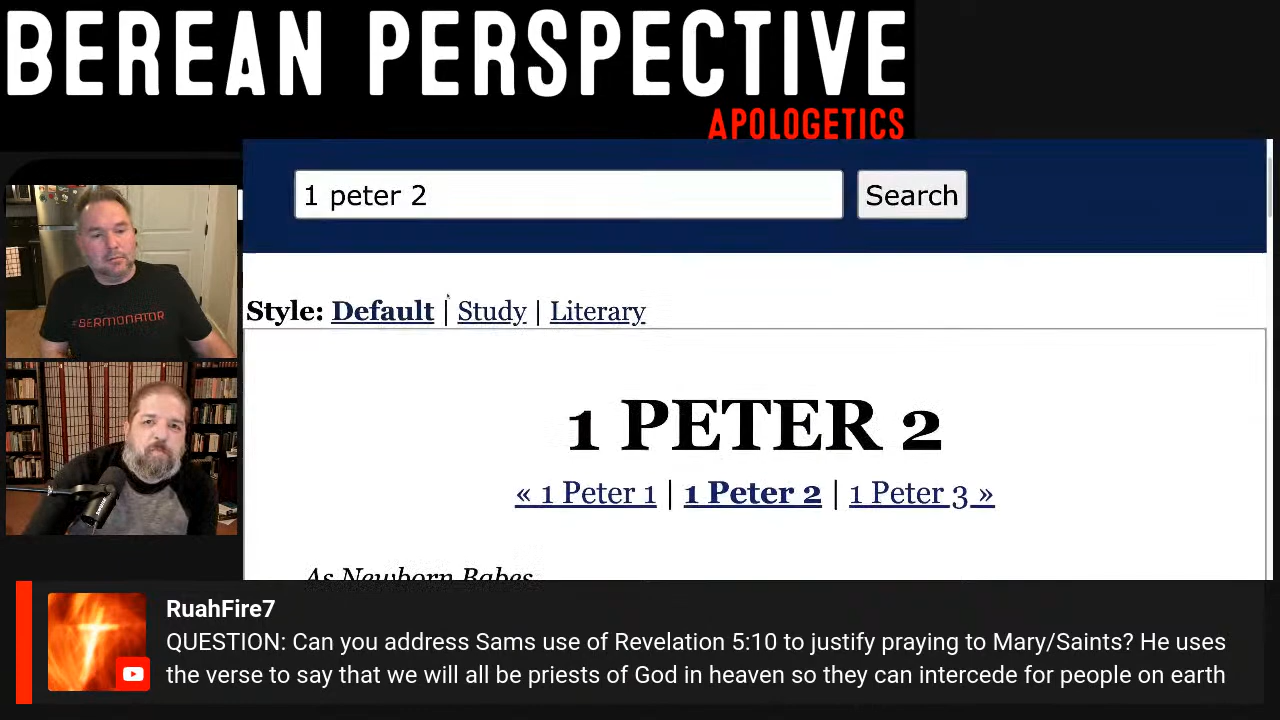 BEREAN PERSPECTIVE
APOLOGETICS
1 peter 2
Search
Style: Default | Study | Literary
1 PETER 2
« 1 Peter 1 | 1 Peter 2 | 1 Peter 3 »
As Newborn Babes
#SERMONATOR
RuahFire7
QUESTION: Can you address Sams use of Revelation 5:10 to justify praying to Mary/Saints? He uses
the verse to say that we will all be priests of God in heaven so they can intercede for people on earth